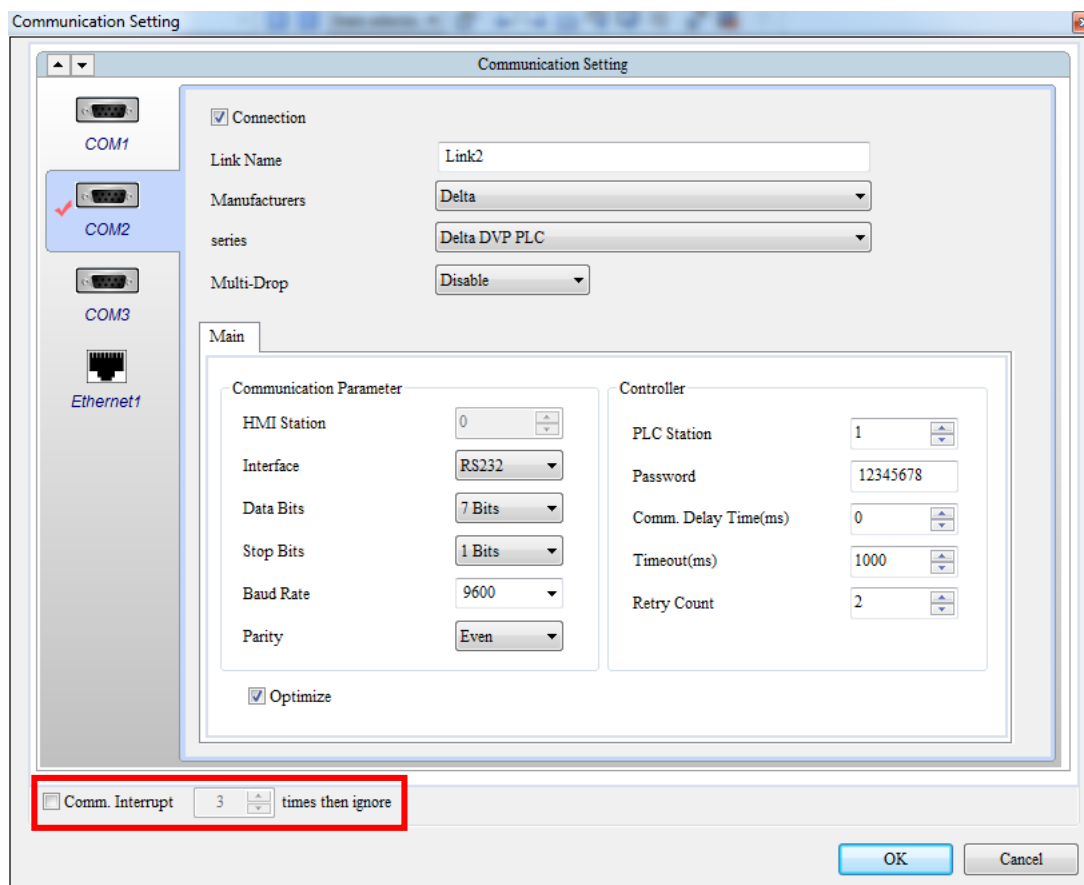 Communication Setting
Communication Setting
COM1
COM2
COM3
Ethernet1
Connection
Link Name Link2
Manufacturers Delta
series Delta DVP PLC
Multi-Drop Disable
Main
Communication Parameter
HMI Station 0
Interface RS232
Data Bits 7 Bits
Stop Bits 1 Bits
Baud Rate 9600
Parity Even
Optimize
Controller
PLC Station 1
Password 12345678
Comm. Delay Time(ms) 0
Timeout(ms) 1000
Retry Count 2
Comm. Interrupt 3 times then ignore
OK Cancel